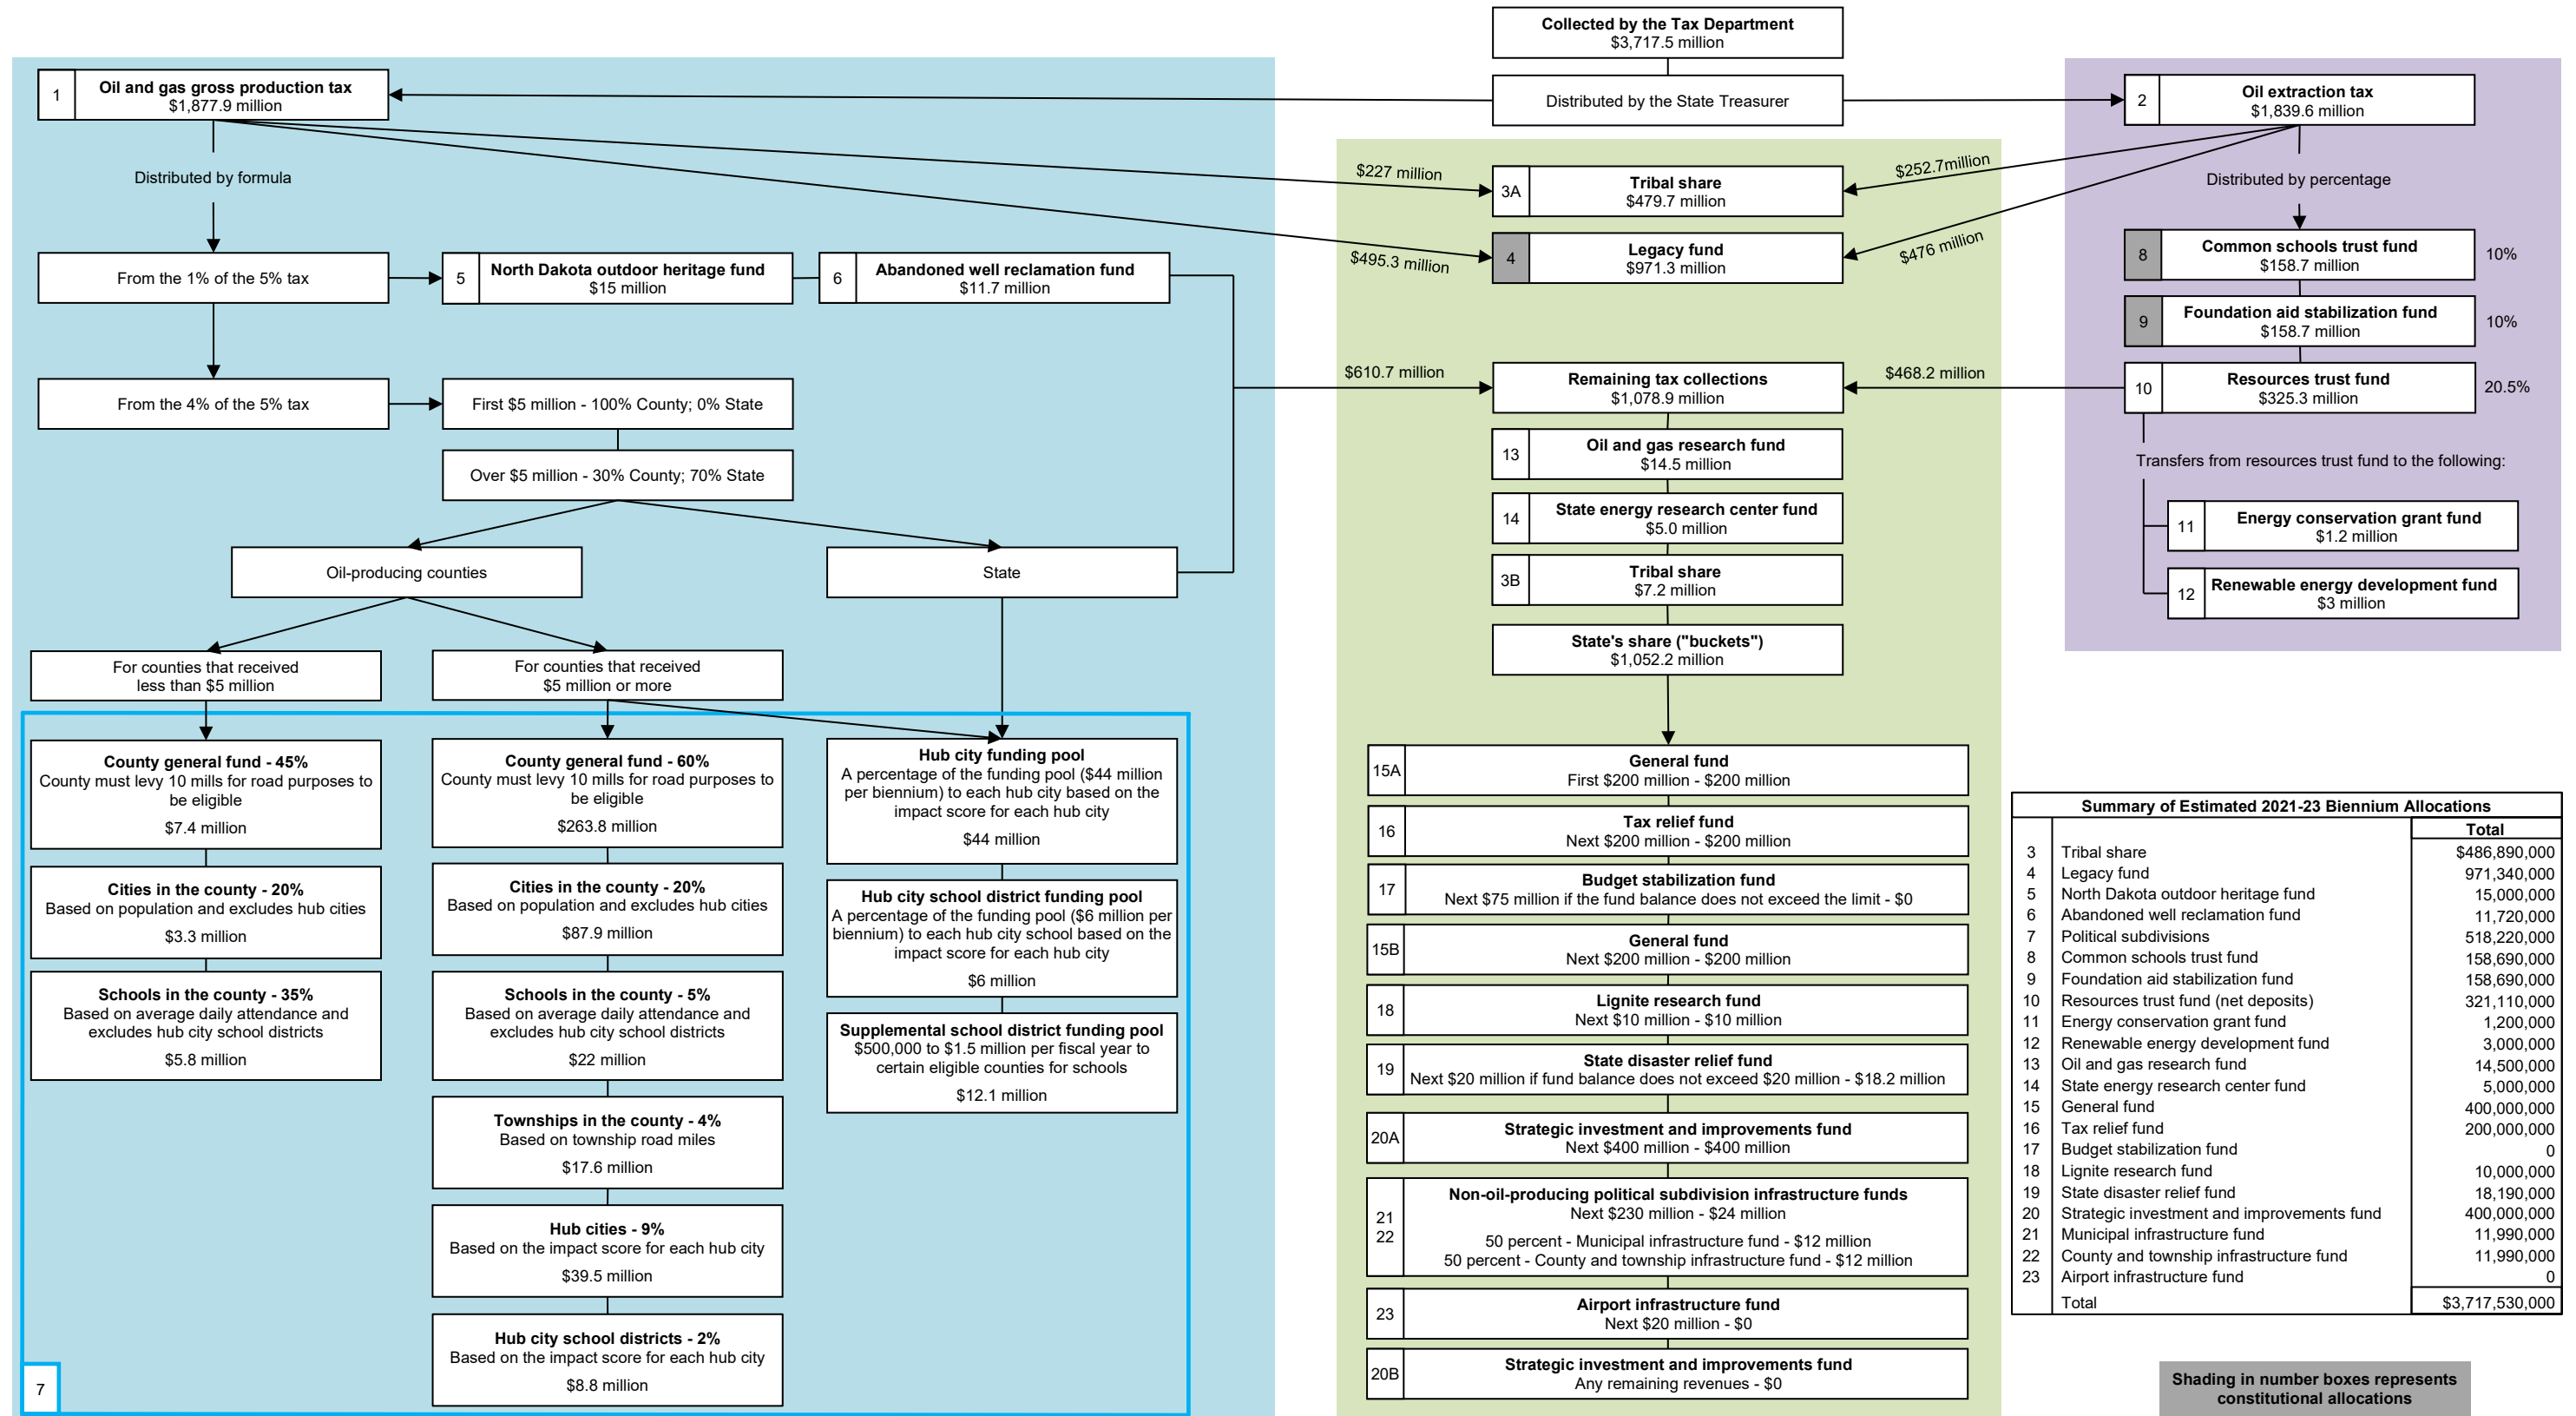 Collected by the Tax Department
$3,717.5 million
Distributed by the State Treasurer
1
Oil and gas gross production tax
$1,877.9 million
Distributed by formula
From the 1% of the 5% tax
5
North Dakota outdoor heritage fund
$15 million
6
Abandoned well reclamation fund
$11.7 million
From the 4% of the 5% tax
First $5 million - 100% County; 0% State
Over $5 million - 30% County; 70% State
Oil-producing counties
State
For counties that received
less than $5 million
For counties that received
$5 million or more
County general fund - 45%
County must levy 10 mills for road purposes to
be eligible
$7.4 million
Cities in the county - 20%
Based on population and excludes hub cities
$3.3 million
Schools in the county - 35%
Based on average daily attendance and
excludes hub city school districts
$5.8 million
County general fund - 60%
County must levy 10 mills for road purposes to
be eligible
$263.8 million
Cities in the county - 20%
Based on population and excludes hub cities
$87.9 million
Schools in the county - 5%
Based on average daily attendance and
excludes hub city school districts
$22 million
Townships in the county - 4%
Based on township road miles
$17.6 million
Hub cities - 9%
Based on the impact score for each hub city
$39.5 million
Hub city school districts - 2%
Based on the impact score for each hub city
$8.8 million
Hub city funding pool
A percentage of the funding pool ($44 million
per biennium) to each hub city based on the
impact score for each hub city
$44 million
Hub city school district funding pool
A percentage of the funding pool ($6 million per
biennium) to each hub city school based on the
impact score for each hub city
$6 million
Supplemental school district funding pool
$500,000 to $1.5 million per fiscal year to
certain eligible counties for schools
$12.1 million
7
$227 million
$495.3 million
$610.7 million
$252.7million
$476 million
$468.2 million
3A
Tribal share
$479.7 million
4
Legacy fund
$971.3 million
Remaining tax collections
$1,078.9 million
13
Oil and gas research fund
$14.5 million
14
State energy research center fund
$5.0 million
3B
Tribal share
$7.2 million
State's share ("buckets")
$1,052.2 million
15A
General fund
First $200 million - $200 million
16
Tax relief fund
Next $200 million - $200 million
17
Budget stabilization fund
Next $75 million if the fund balance does not exceed the limit - $0
15B
General fund
Next $200 million - $200 million
18
Lignite research fund
Next $10 million - $10 million
19
State disaster relief fund
Next $20 million if fund balance does not exceed $20 million - $18.2 million
20A
Strategic investment and improvements fund
Next $400 million - $400 million
21
22
Non-oil-producing political subdivision infrastructure funds
Next $230 million - $24 million
50 percent - Municipal infrastructure fund - $12 million
50 percent - County and township infrastructure fund - $12 million
23
Airport infrastructure fund
Next $20 million - $0
20B
Strategic investment and improvements fund
Any remaining revenues - $0
2
Oil extraction tax
$1,839.6 million
Distributed by percentage
8
Common schools trust fund
$158.7 million
10%
9
Foundation aid stabilization fund
$158.7 million
10%
10
Resources trust fund
$325.3 million
20.5%
Transfers from resources trust fund to the following:
11
Energy conservation grant fund
$1.2 million
12
Renewable energy development fund
$3 million
Summary of Estimated 2021-23 Biennium Allocations
Total
3 Tribal share $486,890,000
4 Legacy fund 971,340,000
5 North Dakota outdoor heritage fund 15,000,000
6 Abandoned well reclamation fund 11,720,000
7 Political subdivisions 518,220,000
8 Common schools trust fund 158,690,000
9 Foundation aid stabilization fund 158,690,000
10 Resources trust fund (net deposits) 321,110,000
11 Energy conservation grant fund 1,200,000
12 Renewable energy development fund 3,000,000
13 Oil and gas research fund 14,500,000
14 State energy research center fund 5,000,000
15 General fund 400,000,000
16 Tax relief fund 200,000,000
17 Budget stabilization fund 0
18 Lignite research fund 10,000,000
19 State disaster relief fund 18,190,000
20 Strategic investment and improvements fund 400,000,000
21 Municipal infrastructure fund 11,990,000
22 County and township infrastructure fund 11,990,000
23 Airport infrastructure fund 0
Total $3,717,530,000
Shading in number boxes represents
constitutional allocations